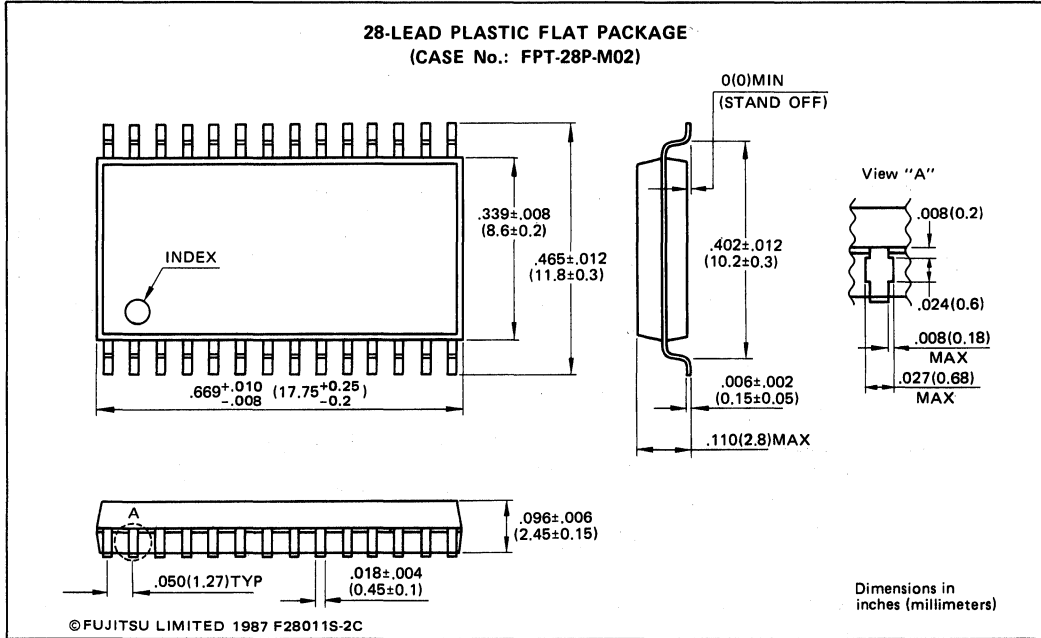 28-LEAD PLASTIC FLAT PACKAGE
(CASE No.: FPT-28P-M02)
0(0)MIN
(STAND OFF)
INDEX
.339±.008
(8.6±0.2)
.465±.012
(11.8±0.3)
.402±.012
(10.2±0.3)
View "A"
.008(0.2)
.024(0.6)
.008(0.18)
MAX
.027(0.68)
MAX
.669+.010 -.008 (17.75+0.25 -0.2)
.006±.002
(0.15±0.05)
.110(2.8)MAX
A
.096±.006
(2.45±0.15)
.050(1.27)TYP
.018±.004
(0.45±0.1)
Dimensions in
inches (millimeters)
©FUJITSU LIMITED 1987 F28011S-2C